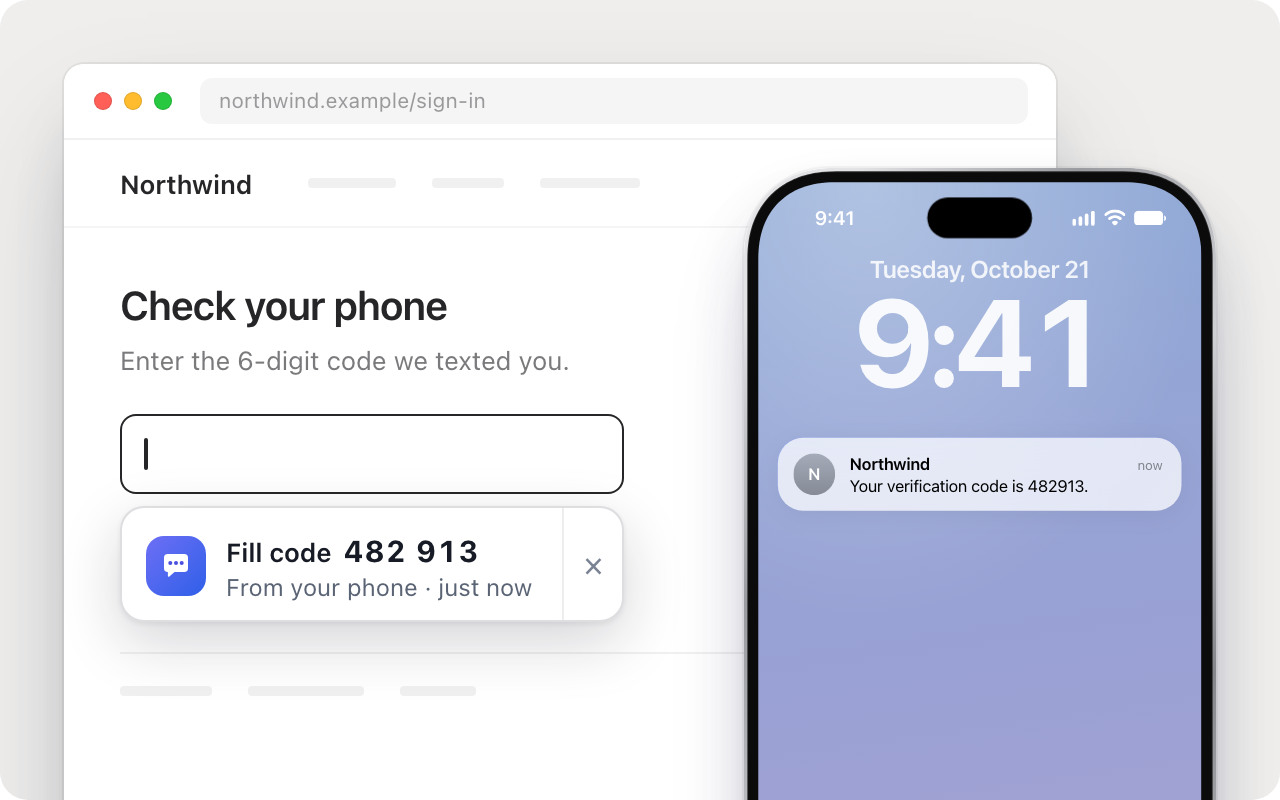 northwind.example/sign-in
Northwind
Check your phone
Enter the 6-digit code we texted you.
Fill code 482 913
From your phone · just now
9:41
Tuesday, October 21
9:41
N
Northwind
now
Your verification code is 482913.